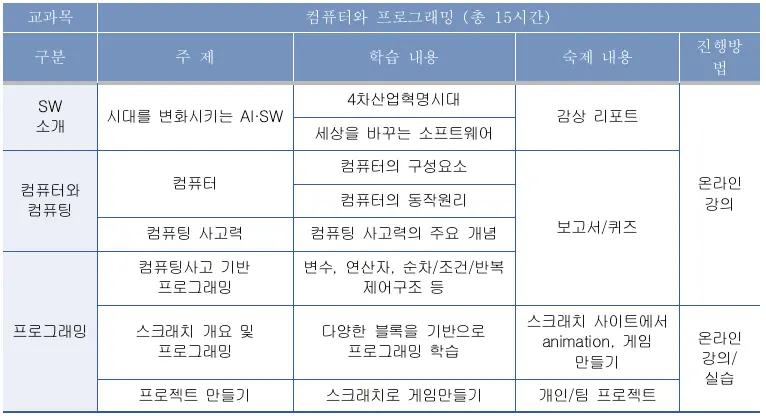 교과목
컴퓨터와 프로그래밍 (총 15시간)
구분
주 제
학습 내용
숙제 내용
진행방
법
SW
소개
시대를 변화시키는 AI·SW
4차산업혁명시대
세상을 바꾸는 소프트웨어
감상 리포트
온라인
강의
컴퓨터와
컴퓨팅
컴퓨터
컴퓨터의 구성요소
컴퓨터의 동작원리
보고서/퀴즈
컴퓨팅 사고력
컴퓨팅 사고력의 주요 개념
프로그래밍
컴퓨팅사고 기반
프로그래밍
변수, 연산자, 순차/조건/반복
제어구조 등
스크래치 개요 및
프로그래밍
다양한 블록을 기반으로
프로그래밍 학습
스크래치 사이트에서
animation, 게임
만들기
온라인
강의/
실습
프로젝트 만들기
스크래치로 게임만들기
개인/팀 프로젝트